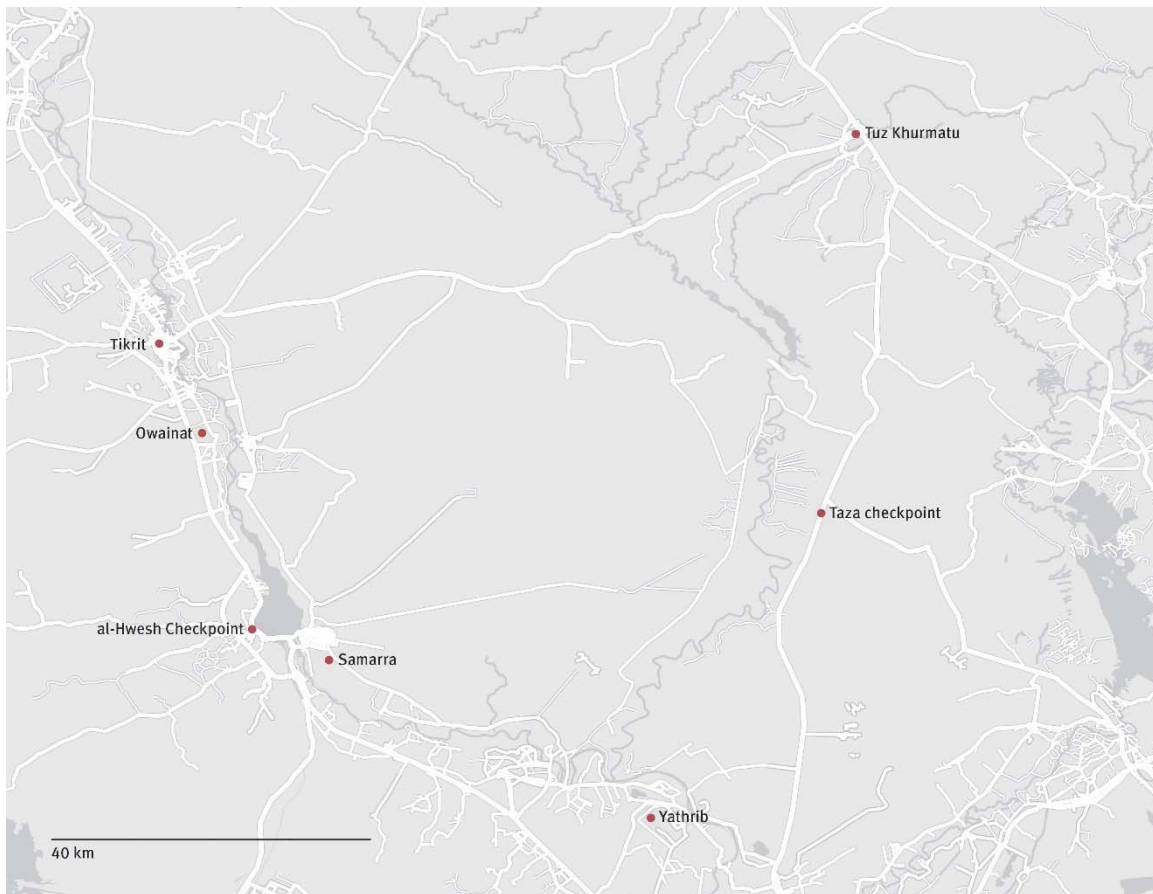 Tuz Khurmatu
Tikrit
Owainat
Taza checkpoint
al-Hwesh Checkpoint
Samarra
Yathrib
40 km